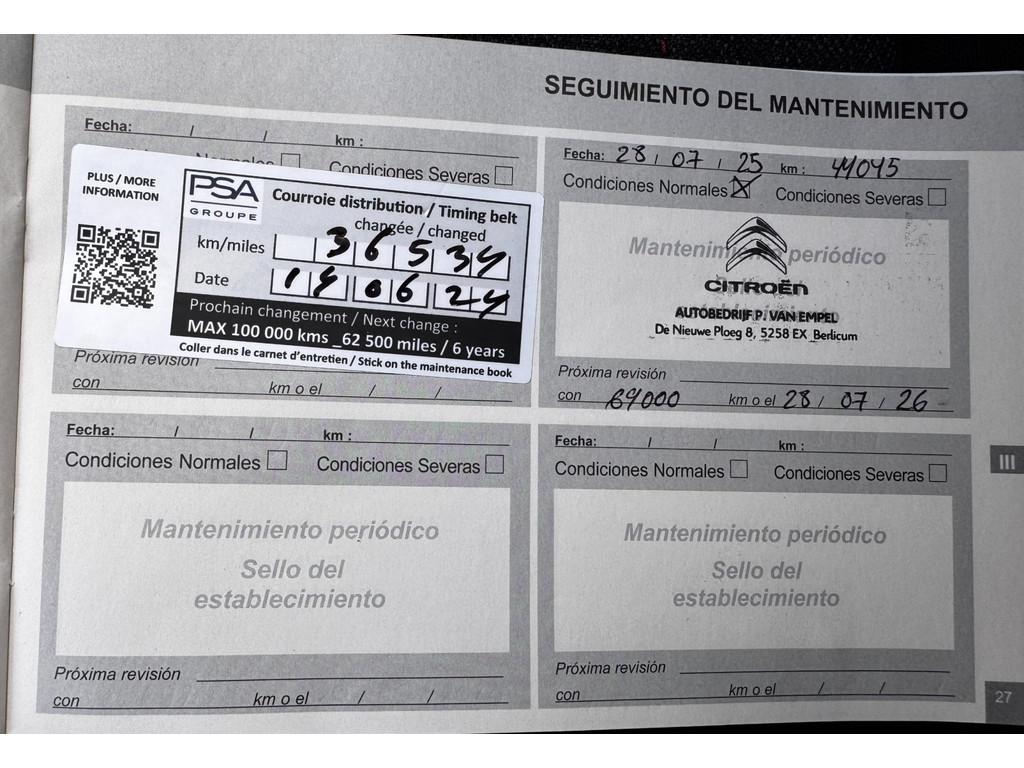 SEGUIMIENTO DEL MANTENIMIENTO
Fecha: / / km :
Normales Condiciones Severas
PLUS / MORE
INFORMATION
PSA
GROUPE
Courroie distribution / Timing belt
changée / changed
km/miles 36534
Date 14 06 24
Prochain changement / Next change :
MAX 100 000 kms _62 500 miles / 6 years
Coller dans le carnet d'entretien / Stick on the maintenance book
Próxima revisión
con km o el / /
Fecha: 28 / 07 / 25 km : 44045
Condiciones Normales Condiciones Severas
Mantenimiento periódico
CITROËN
AUTOBEDRIJF P. VAN EMPEL
De Nieuwe Ploeg 8, 5258 EX Berlicum
Próxima revisión
con 64000 km o el 28 / 07 / 26
Fecha: / / km :
Condiciones Normales Condiciones Severas
Mantenimiento periódico
Sello del
establecimiento
Próxima revisión
con km o el / /
Fecha: / / km :
Condiciones Normales Condiciones Severas
Mantenimiento periódico
Sello del
establecimiento
Próxima revisión
con km o el / /
III
27